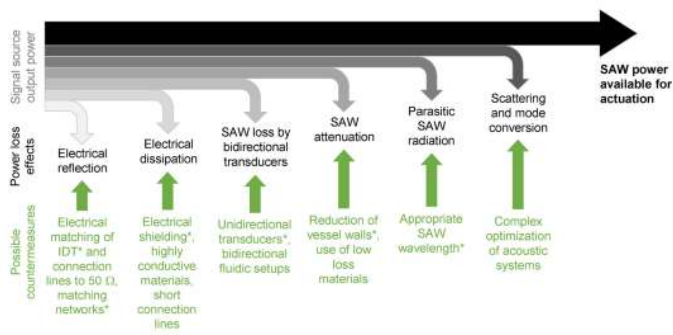 Signal source
output power
SAW power
available for
actuation
Power loss
effects
Electrical
reflection
Electrical
dissipation
SAW loss by
bidirectional
transducers
SAW
attenuation
Parasitic
SAW
radiation
Scattering
and mode
conversion
Possible
countermeasures
Electrical
matching of
IDT* and
connection
lines to 50 Ω,
matching
networks*
Electrical
shielding*,
highly
conductive
materials,
short
connection
lines
Unidirectional
transducers*,
bidirectional
fluidic setups
Reduction of
vessel walls*,
use of low
loss
materials
Appropriate
SAW
wavelength*
Complex
optimization
of acoustic
systems